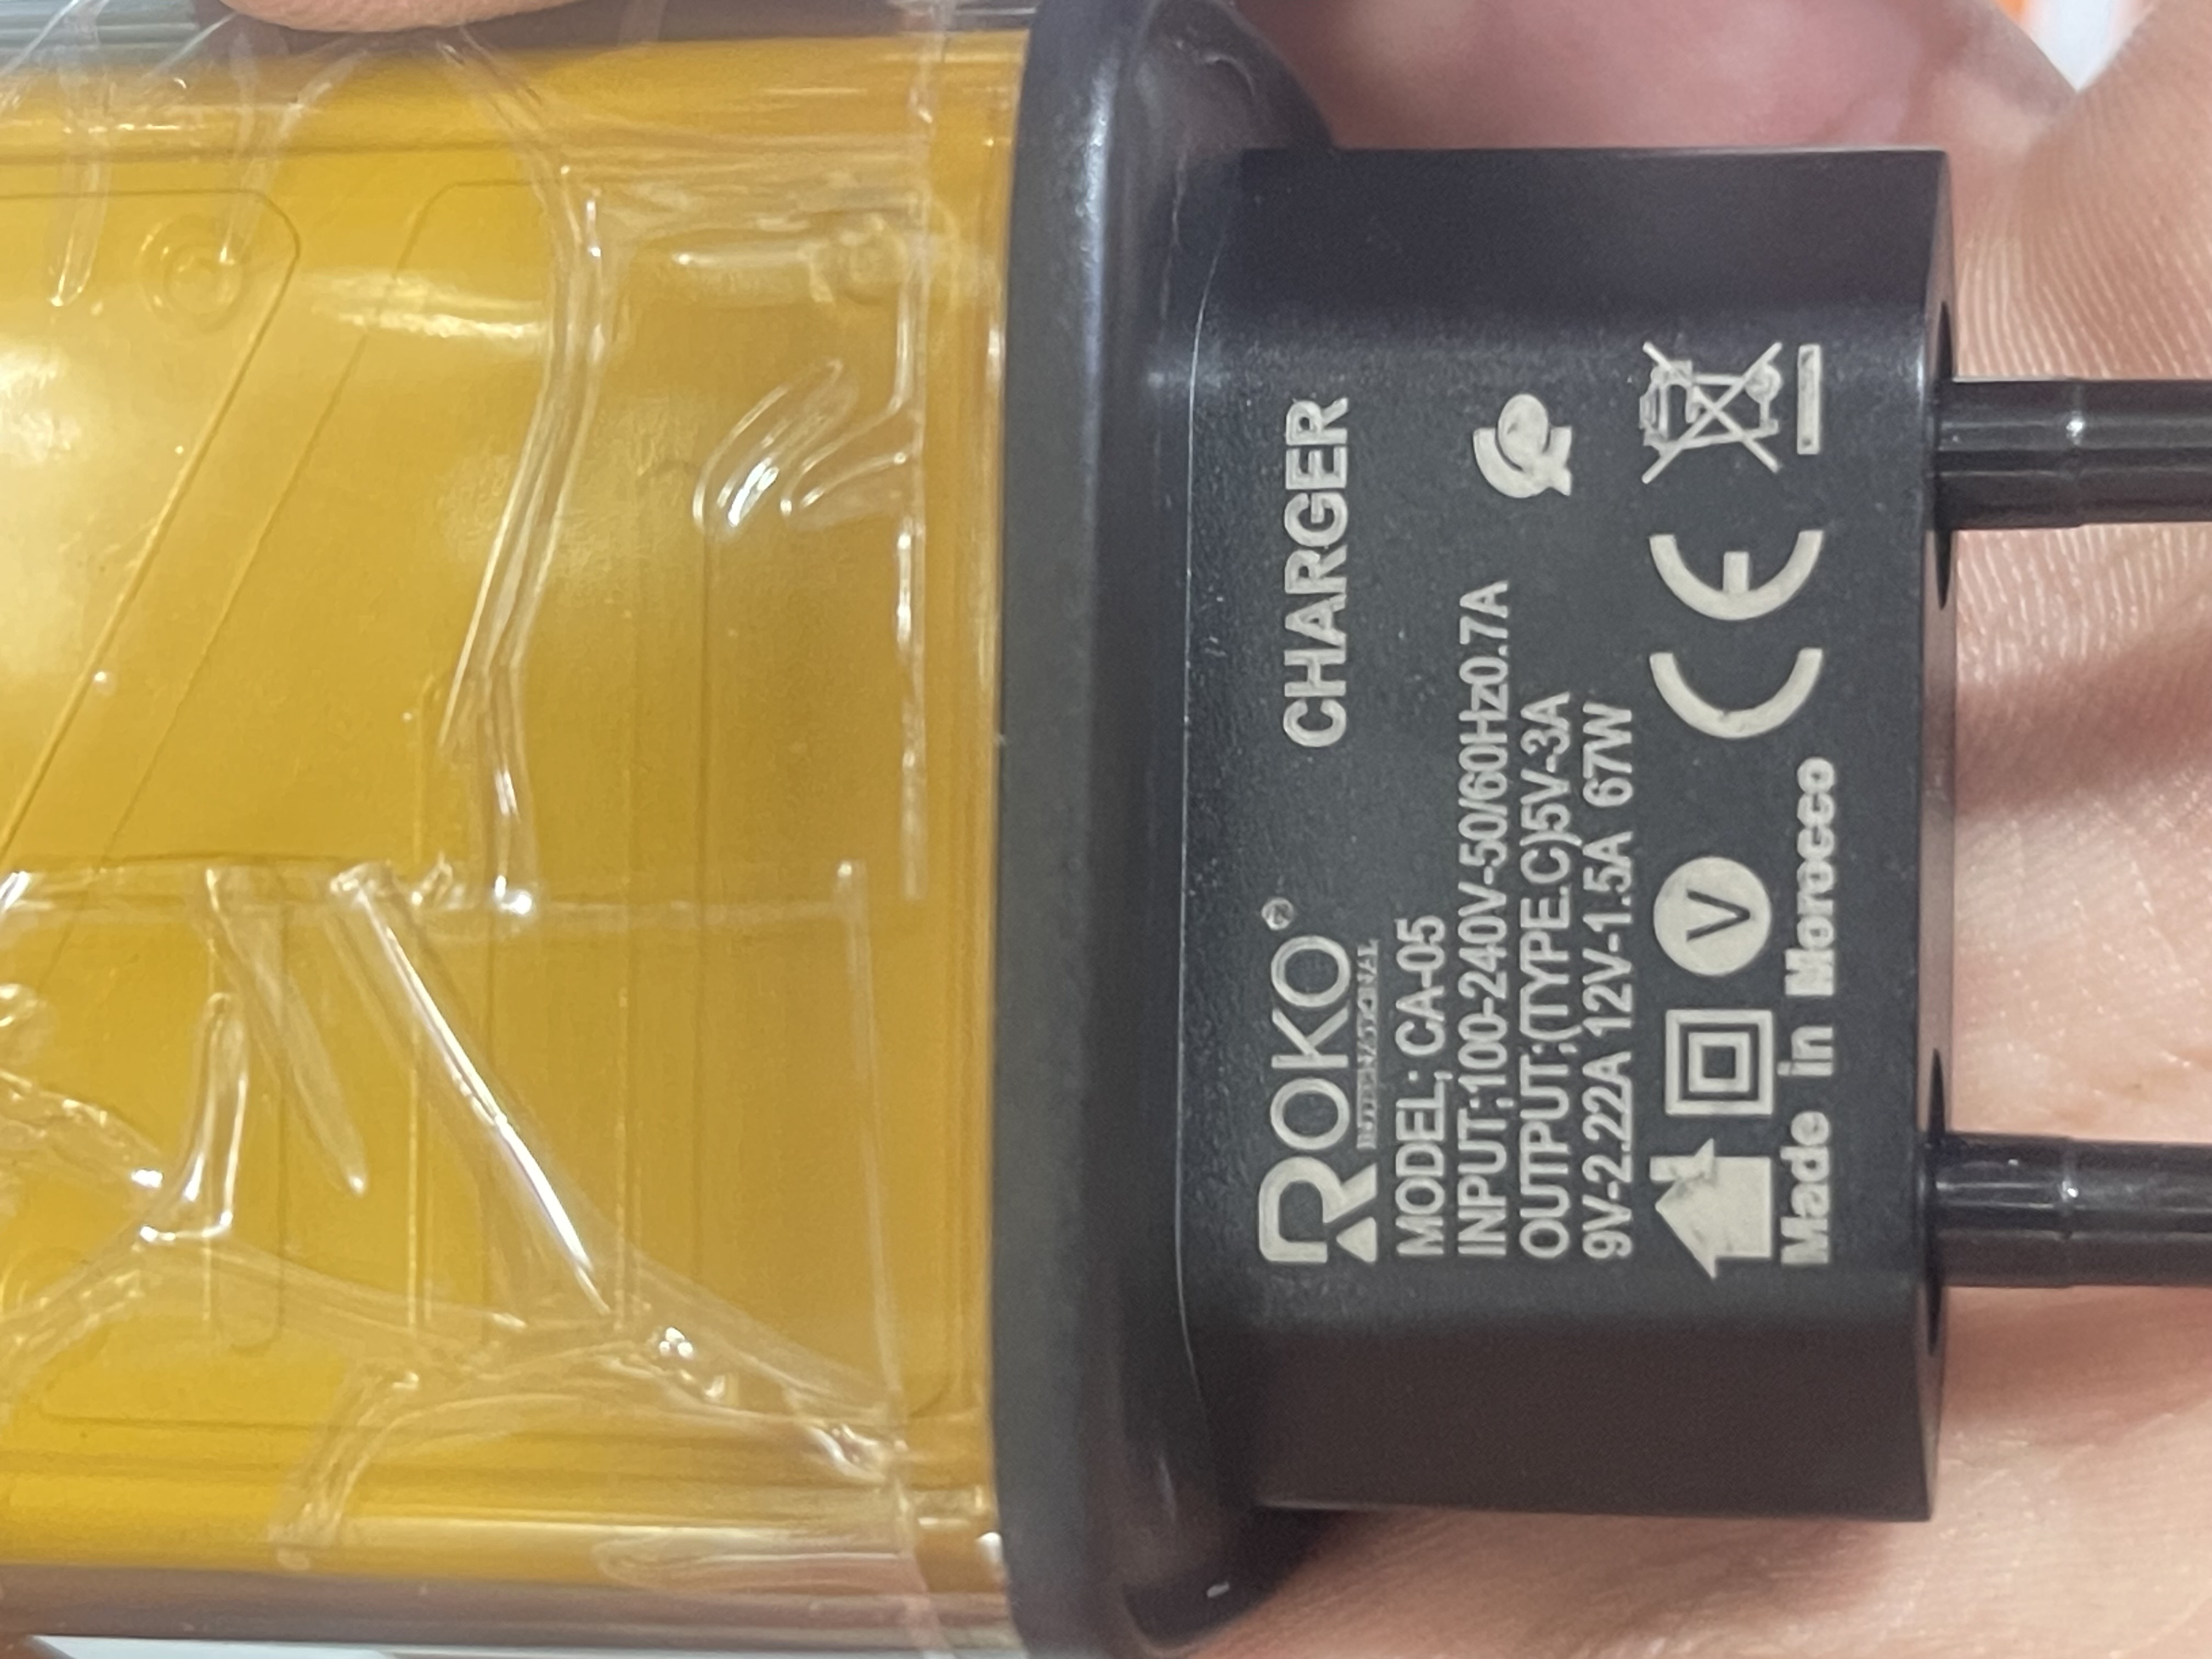 ROKO® CHARGER
INTERNATIONAL
MODEL; CA-05
INPUT;100-240V-50/60Hz0.7A
OUTPUT;(TYPE.C)5V-3A
9V-2.22A 12V-1.5A 67W
V CE
Made in Morocco